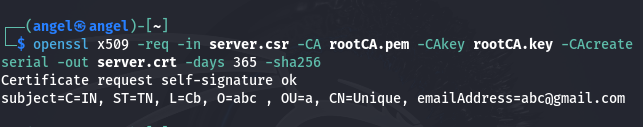 ┌──(angel㉿angel)-[~]
└─$ openssl x509 -req -in server.csr -CA rootCA.pem -CAkey rootCA.key -CAcreate
serial -out server.crt -days 365 -sha256
Certificate request self-signature ok
subject=C=IN, ST=TN, L=Cb, O=abc , OU=a, CN=Unique, emailAddress=abc@gmail.com